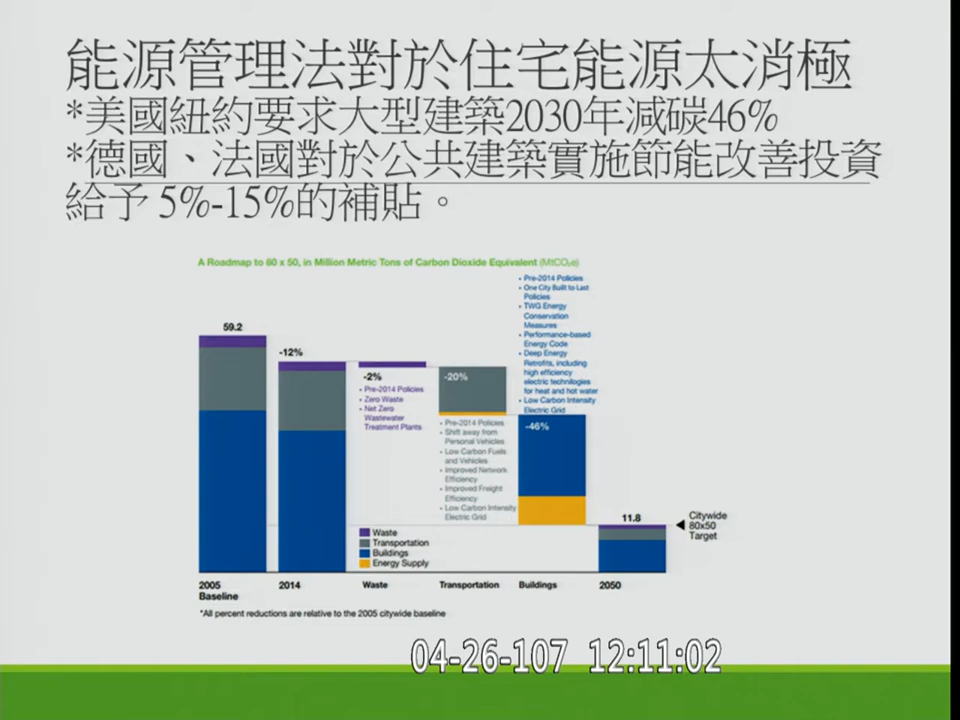 能源管理法對於住宅能源太消極
*美國紐約要求大型建築2030年減碳46%
*德國、法國對於公共建築實施節能改善投資
給予 5%-15%的補貼。
A Roadmap to 80 x 50, in Million Metric Tons of Carbon Dioxide Equivalent (MtCO₂e)
59.2
-12%
-2%
• Pre-2014 Policies
• Zero Waste
• Net Zero
Wastewater
Treatment Plants
-20%
• Pre-2014 Policies
• Shift away from
Personal Vehicles
• Low Carbon Fuels
and Vehicles
• Improved Network
Efficiency
• Improved Freight
Efficiency
• Low Carbon Intensity
Electric Grid
• Pre-2014 Policies
• One City Built to Last
Policies
• TWG Energy
Conservation
Measures
• Performance-based
Energy Code
• Deep Energy
Retrofits, including
high efficiency
electric technilogies
for heat and hot water
• Low Carbon Intensity
Electric Grid
-46%
11.8
Citywide
80x50
Target
Waste
Transportation
Buildings
Energy Supply
2005
Baseline
2014
Waste
Transportation
Buildings
2050
*All percent reductions are relative to the 2005 citywide baseline
04-26-107 12:11:02